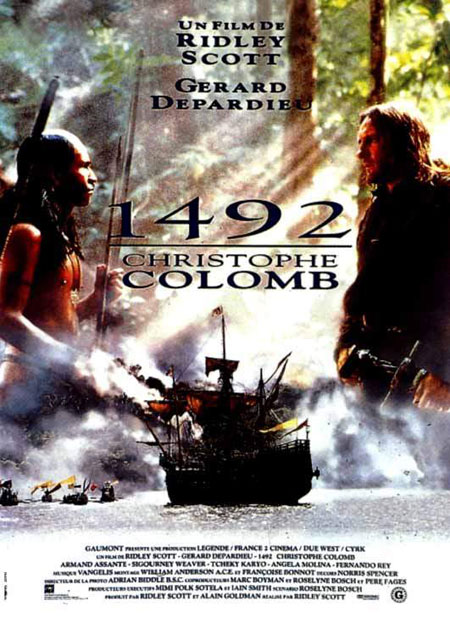 UN FILM DE
RIDLEY
SCOTT
GERARD
DEPARDIEU
1492
CHRISTOPHE
COLOMB
GAUMONT PRESENTE UNE PRODUCTION LEGENDE / FRANCE 2 CINEMA / DUE WEST / CYRK
UN FILM DE RIDLEY SCOTT - GERARD DEPARDIEU - 1492 CHRISTOPHE COLOMB
ARMAND ASSANTE - SIGOURNEY WEAVER - TCHEKY KARYO - ANGELA MOLINA - FERNANDO REY
MUSIQUE VANGELIS MONTAGE WILLIAM ANDERSON A.C.E. ET FRANÇOISE BONNOT DECORS NORRIS SPENCER
DIRECTEUR DE LA PHOTO ADRIAN BIDDLE B.S.C. COPRODUCTEURS MARC BOYMAN ET ROSELYNE BOSCH ET PERE FAGES
PRODUCTEURS EXECUTIFS MIMI POLK SOTELA ET IAIN SMITH SCENARIO ROSELYNE BOSCH
PRODUIT PAR RIDLEY SCOTT ET ALAIN GOLDMAN REALISE PAR RIDLEY SCOTT
G